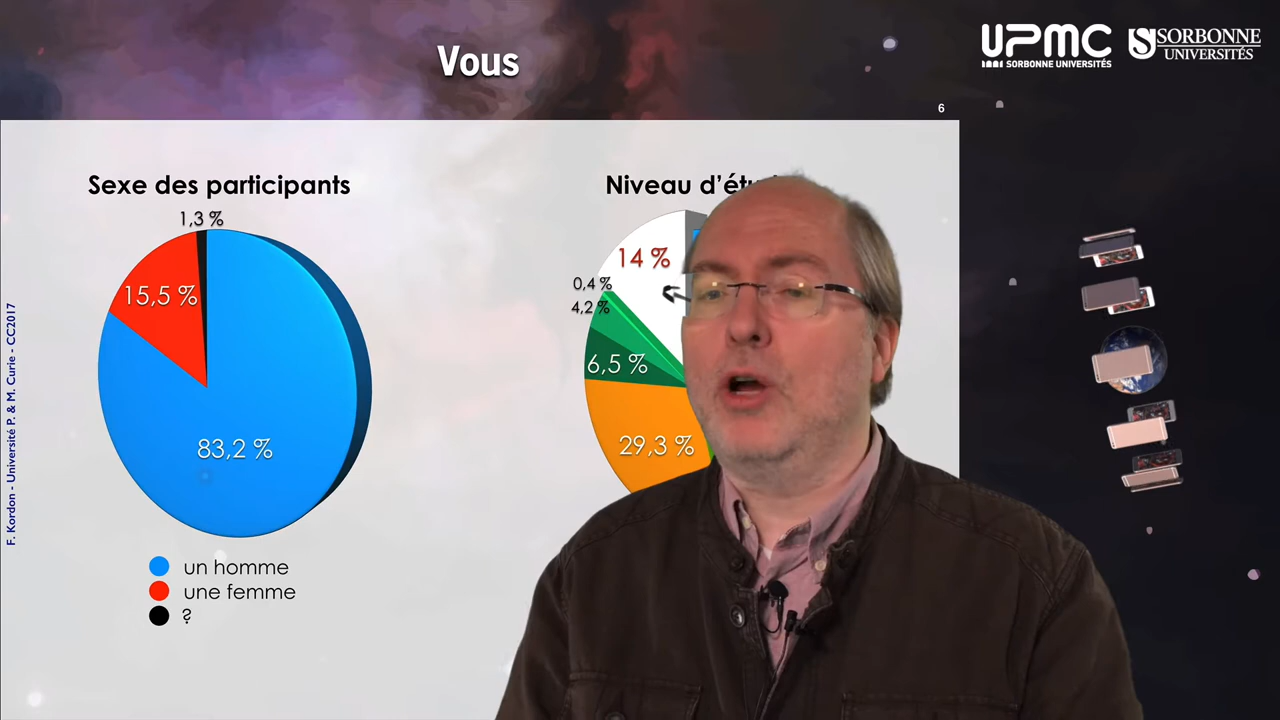 Vous
UPMC
SORBONNE UNIVERSITÉS
SORBONNE
UNIVERSITÉS
6
Sexe des participants
1,3 %
15,5 %
83,2 %
un homme
une femme
?
Niveau
14 %
0,4 %
4,2 %
6,5 %
29,3 %
F. Kordon - Université P. & M. Curie - CC2017